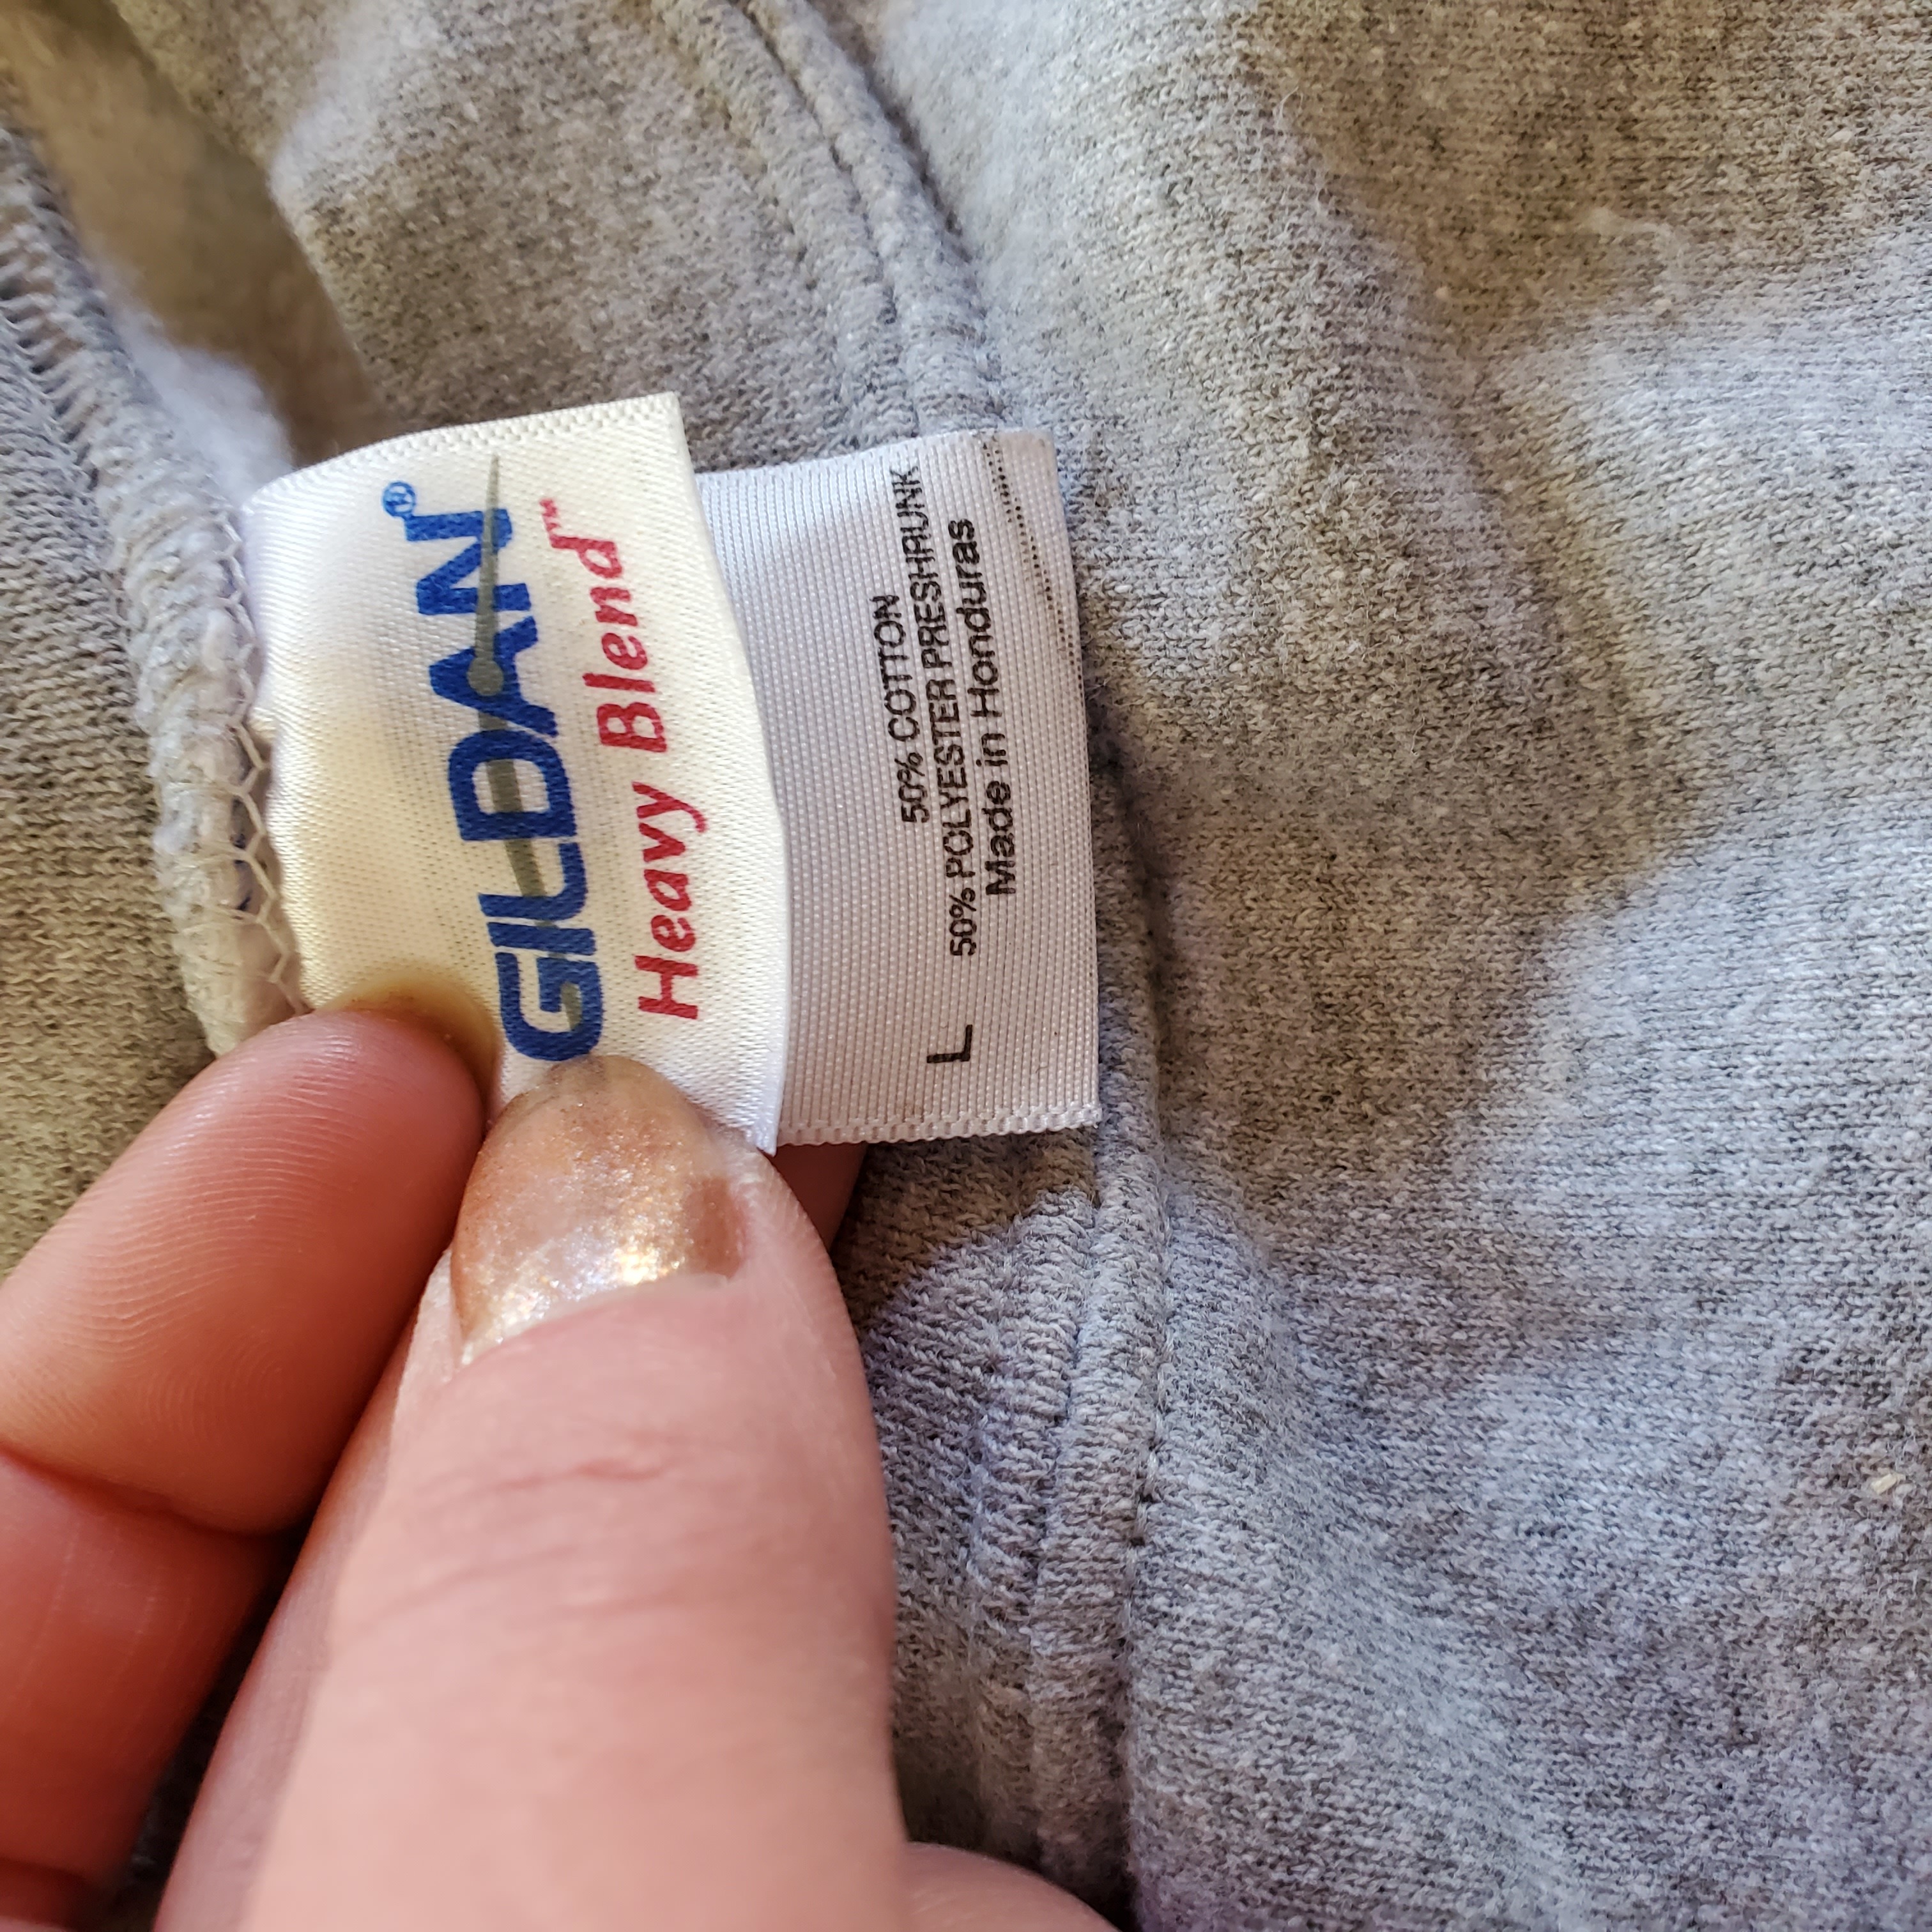 GILDAN®
Heavy Blend™
50% COTTON
L 50% POLYESTER PRESHRUNK
Made in Honduras